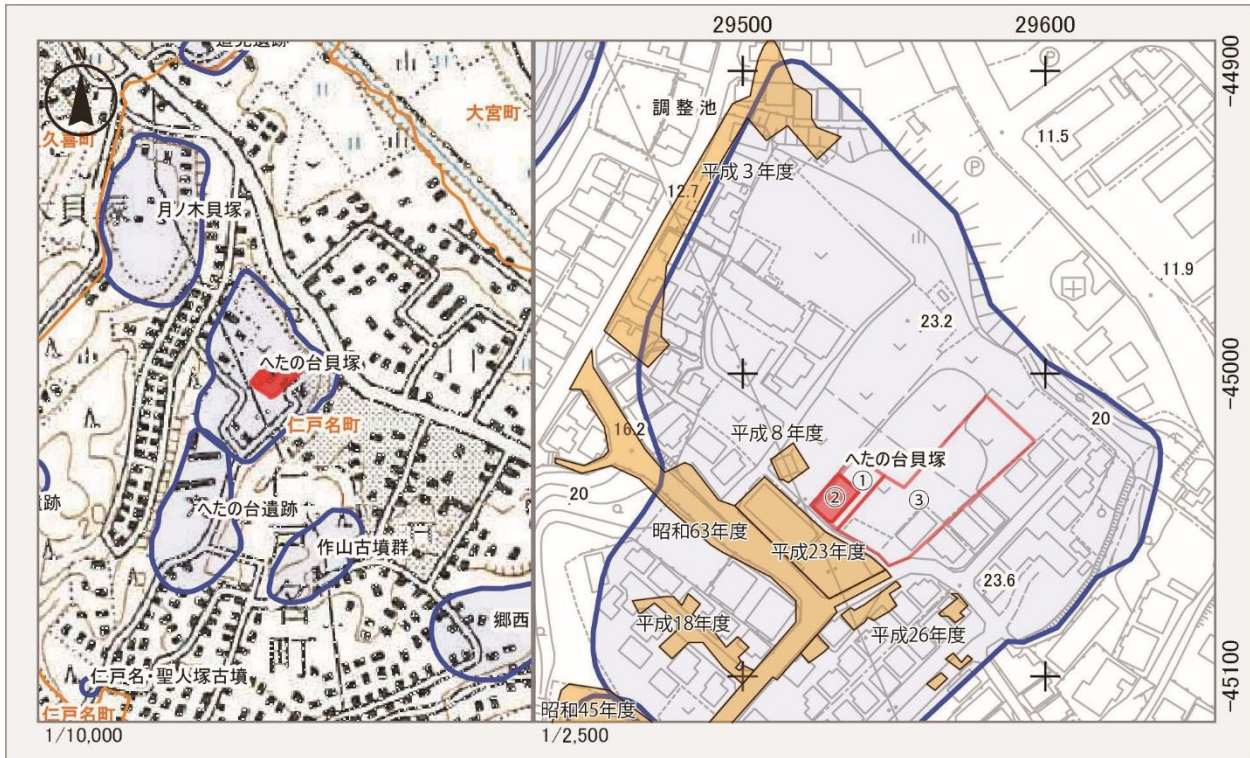 29500
29600
-44900
-45000
-45100
N
久喜町
大宮町
月ノ木貝塚
へたの台貝塚
仁戸名町
へたの台遺跡
作山古墳群
郷西
仁戸名・聖人塚古墳
仁戸名町
1/10,000
調整池
平成3年度
12.7
11.5
P
11.9
23.2
16.2
平成8年度
へたの台貝塚
①
②
③
20
20
昭和63年度
平成23年度
23.6
平成18年度
平成26年度
昭和45年度
1/2,500